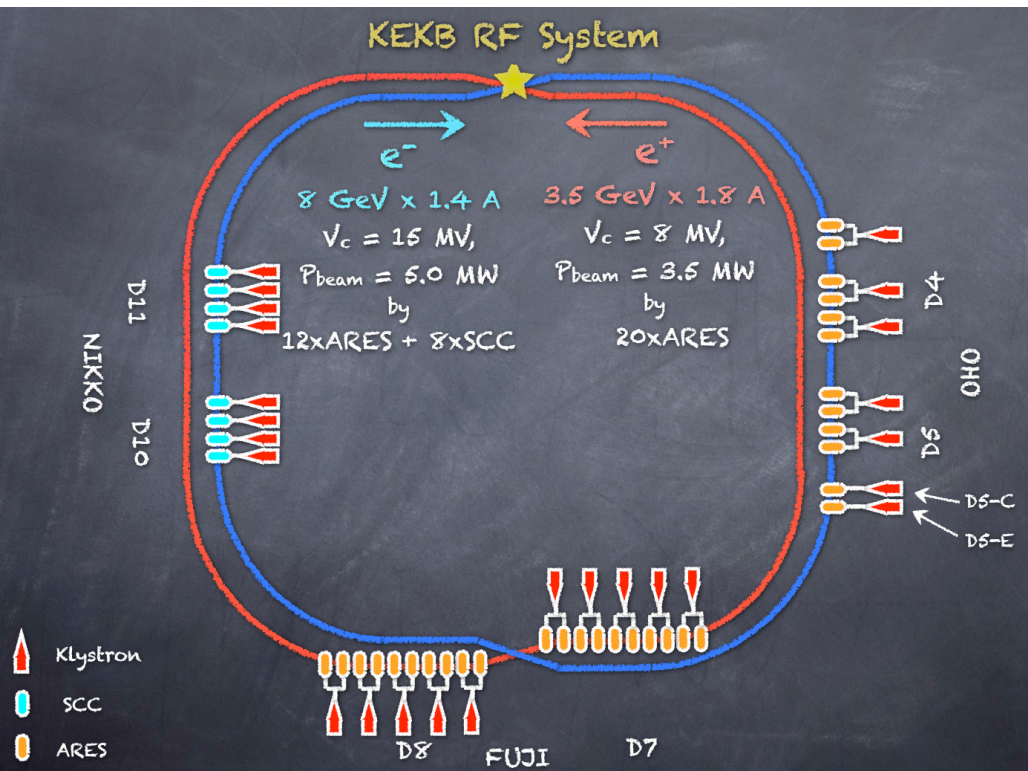 KEKB RF System
e-
e+
8 GeV x 1.4 A
3.5 GeV x 1.8 A
Vc = 15 MV,
Vc = 8 MV,
Pbeam = 5.0 MW
Pbeam = 3.5 MW
by
by
12xARES + 8xSCC
20xARES
D11
NIKKO
D10
D4
OHO
D5
D5-C
D5-E
Klystron
SCC
ARES
D8
FUJI
D7